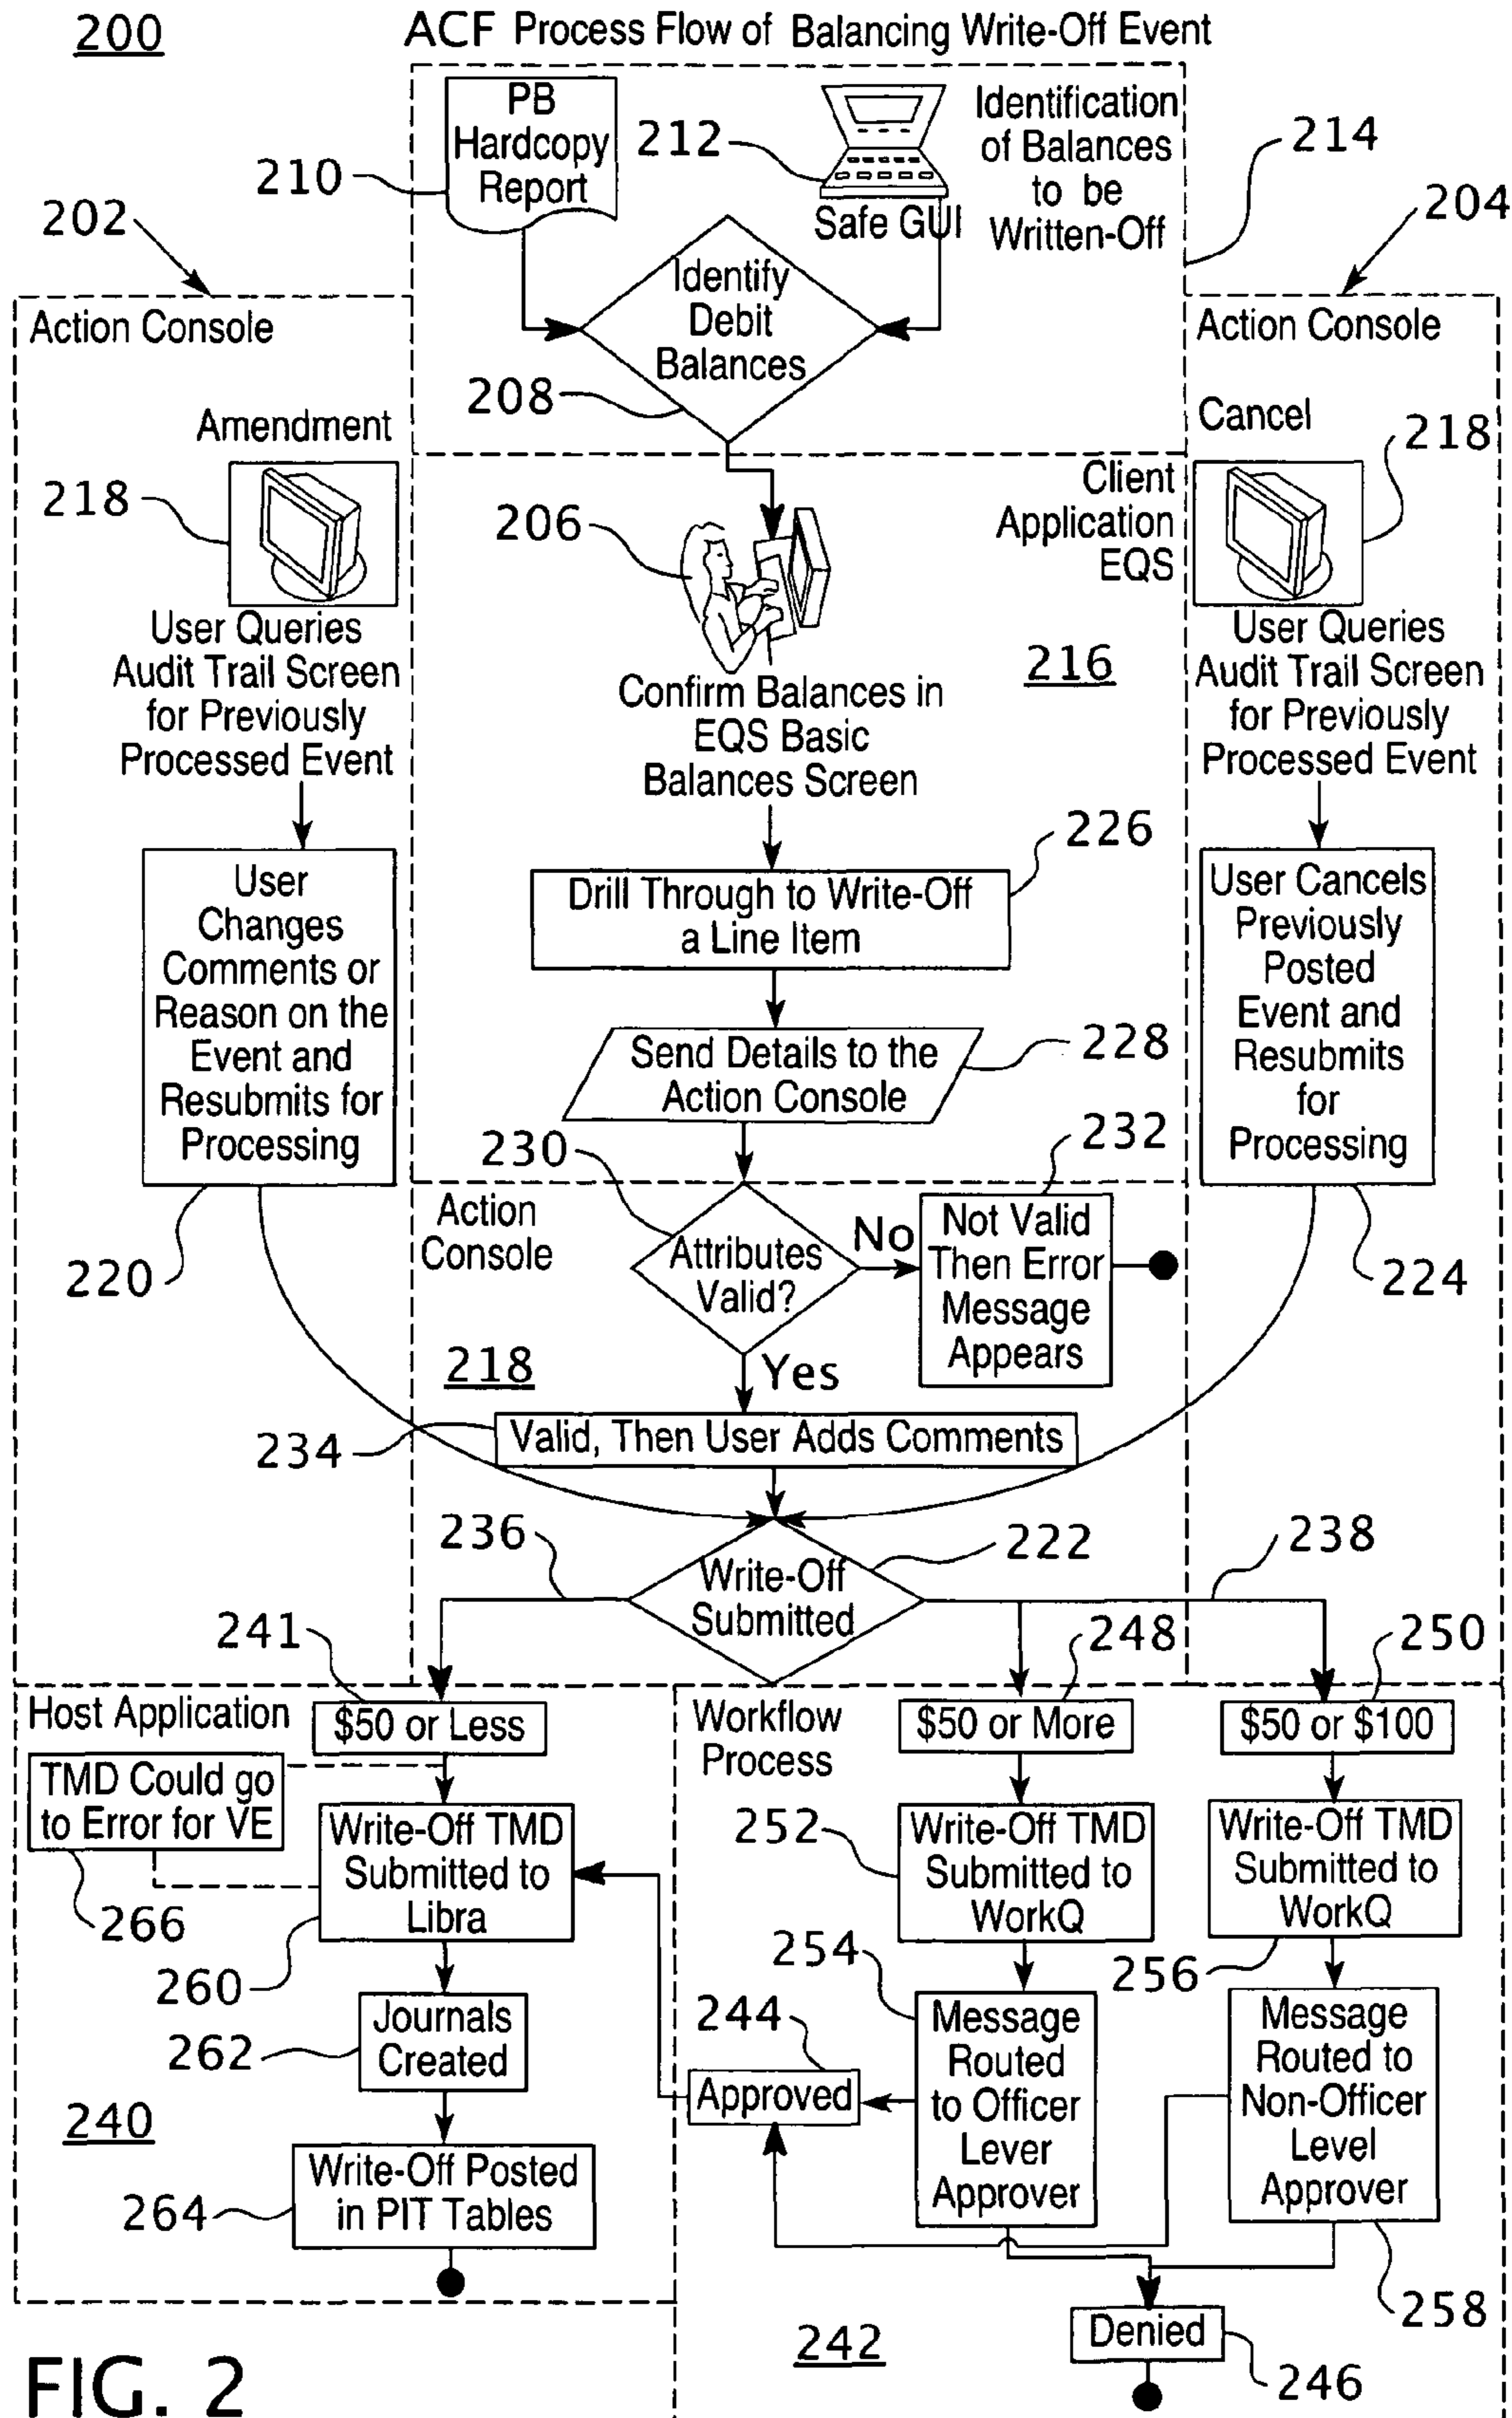 200
ACF Process Flow of Balancing Write-Off Event
PB
Hardcopy
Report
210
212
Safe GUI
Identification
of Balances
to be
Written-Off
214
202
204
Identify
Debit
Balances
208
Action Console
Amendment
218
User Queries
Audit Trail Screen
for Previously
Processed Event
User
Changes
Comments or
Reason on the
Event and
Resubmits for
Processing
220
Client
Application
EQS
206
216
Confirm Balances in
EQS Basic
Balances Screen
226
Drill Through to Write-Off
a Line Item
Send Details to the
Action Console
228
Action Console
Cancel
218
User Queries
Audit Trail Screen
for Previously
Processed Event
User Cancels
Previously
Posted
Event and
Resubmits
for
Processing
224
230
232
Action
Console
Attributes
Valid?
No
Not Valid
Then Error
Message
Appears
218
Yes
234
Valid, Then User Adds Comments
236
222
238
Write-Off
Submitted
241
248
250
Host Application
$50 or Less
TMD Could go
to Error for VE
266
Write-Off TMD
Submitted to
Libra
260
Journals
Created
262
240
Write-Off Posted
in PIT Tables
264
Workflow
Process
$50 or More
$50 or $100
252
Write-Off TMD
Submitted to
WorkQ
Write-Off TMD
Submitted to
WorkQ
254
256
244
Approved
Message
Routed
to Officer
Lever
Approver
Message
Routed to
Non-Officer
Level
Approver
258
242
Denied
246
FIG. 2